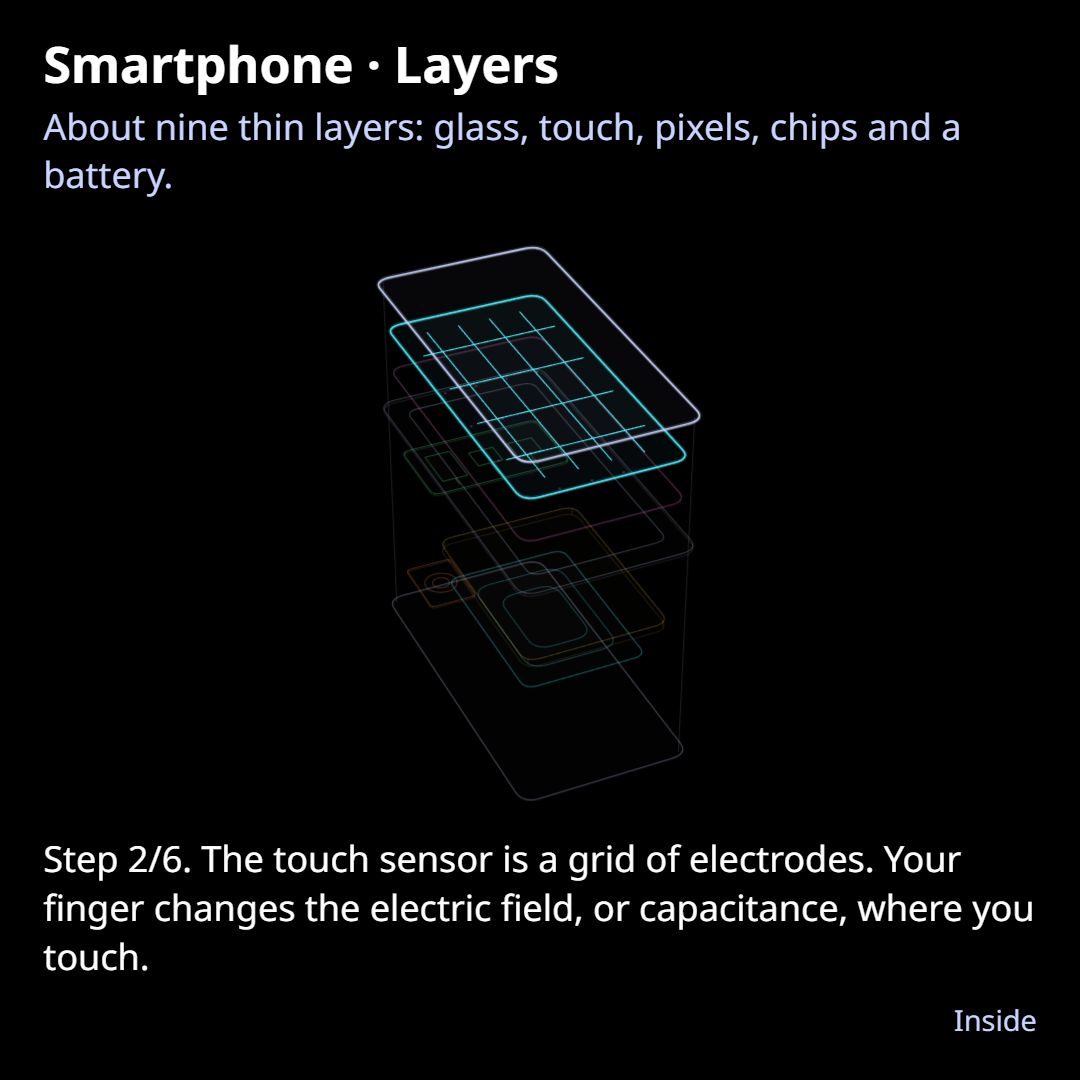 Smartphone · Layers
About nine thin layers: glass, touch, pixels, chips and a
battery.
Step 2/6. The touch sensor is a grid of electrodes. Your
finger changes the electric field, or capacitance, where you
touch.
Inside